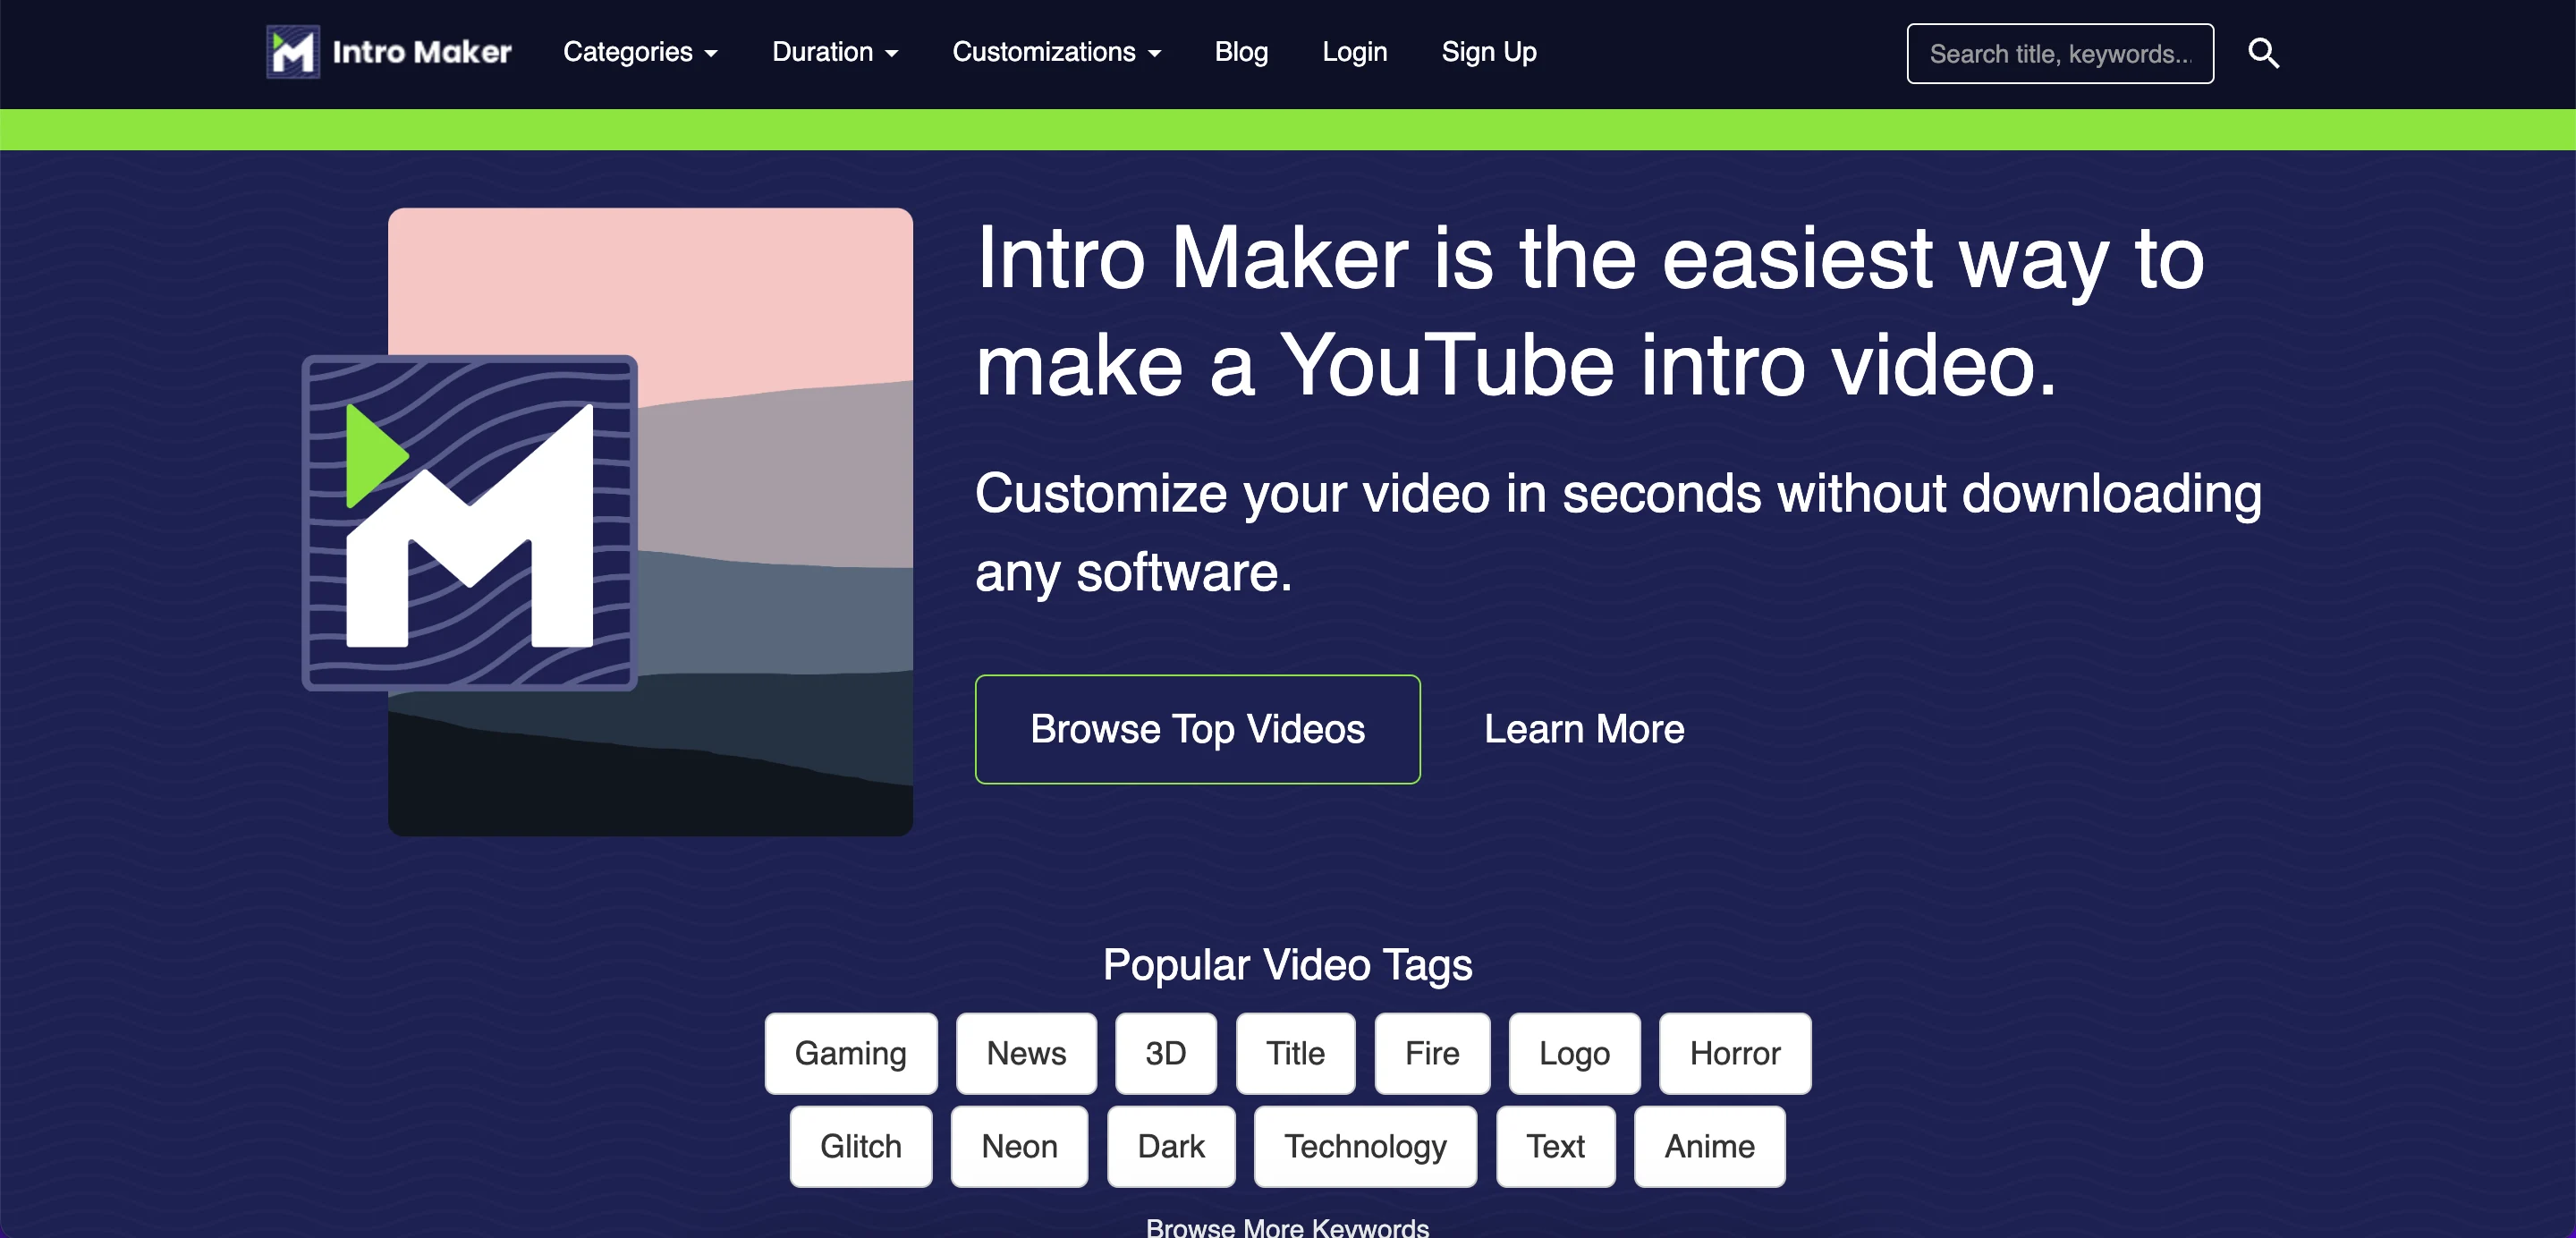 Intro Maker
Categories
Duration
Customizations
Blog
Login
Sign Up
Search title, keywords...
Intro Maker is the easiest way to
make a YouTube intro video.
Customize your video in seconds without downloading
any software.
Browse Top Videos
Learn More
Popular Video Tags
Gaming
News
3D
Title
Fire
Logo
Horror
Glitch
Neon
Dark
Technology
Text
Anime
Browse More Keywords